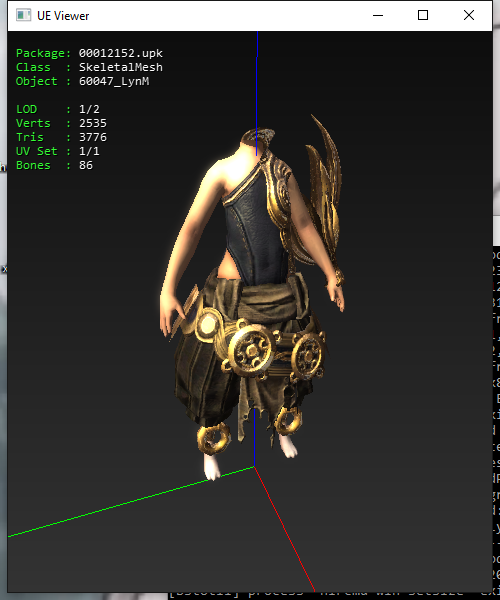 UE Viewer
Package: 00012152.upk
Class : SkeletalMesh
Object : 60047_LynM
LOD : 1/2
Verts : 2535
Tris : 3776
UV Set : 1/1
Bones : 86